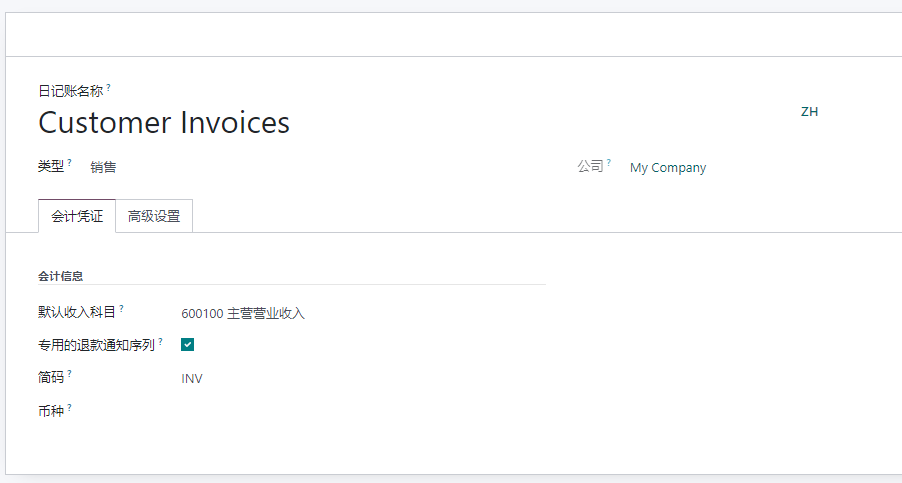 日记账名称 ?
Customer Invoices
ZH
类型 ? 销售
公司 ? My Company
会计凭证 高级设置
会计信息
默认收入科目 ? 600100 主营营业收入
专用的退款通知序列 ?
简码 ? INV
币种 ?